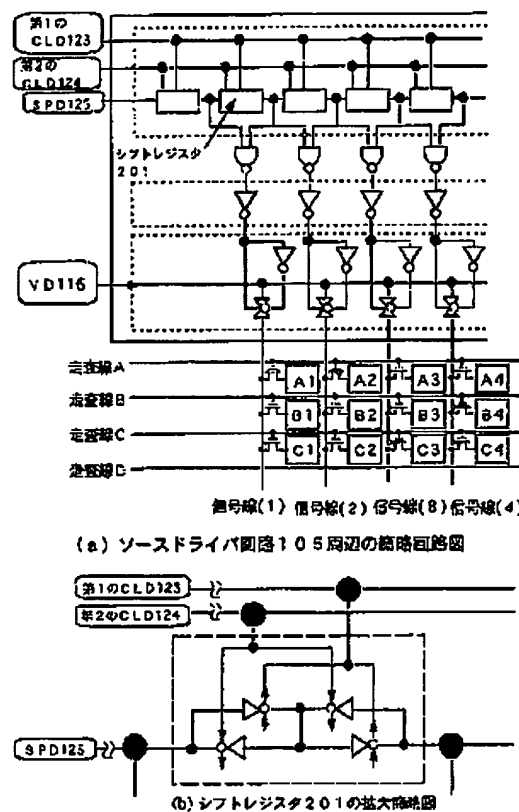 第1の
CLD123
第2の
CLD124
SPD125
シフトレジスタ
201
VD116
走査線A
走査線B
走査線C
走査線D
A1 A2 A3 A4
B1 B2 B3 B4
C1 C2 C3 C4
信号線(1) 信号線(2) 信号線(3) 信号線(4)
(a) ソースドライバ回路105周辺の概略回路図
第1のCLD123
第2のCLD124
SPD125
(b) シフトレジスタ201の拡大概略図